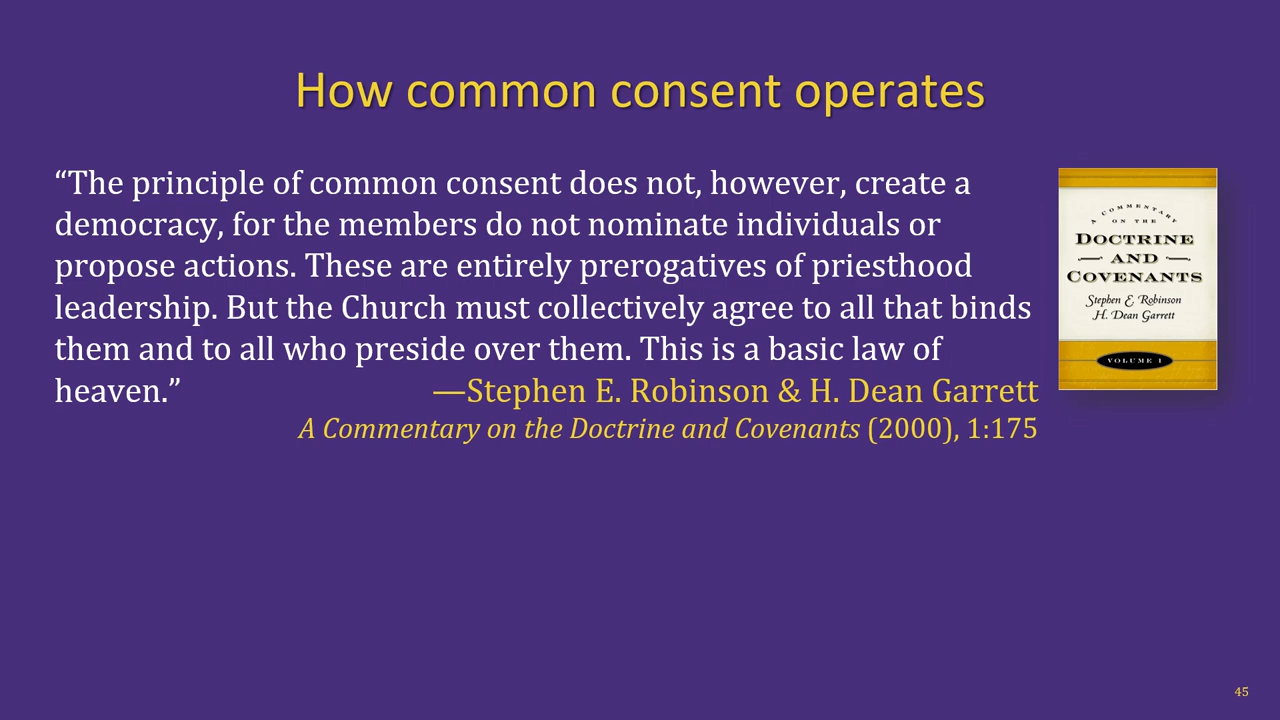 How common consent operates
“The principle of common consent does not, however, create a
democracy, for the members do not nominate individuals or
propose actions. These are entirely prerogatives of priesthood
leadership. But the Church must collectively agree to all that binds
them and to all who preside over them. This is a basic law of
heaven.” —Stephen E. Robinson & H. Dean Garrett
A Commentary on the Doctrine and Covenants (2000), 1:175
A COMMENTARY
ON THE
DOCTRINE
AND
COVENANTS
Stephen E. Robinson
H. Dean Garrett
VOLUME 1
45